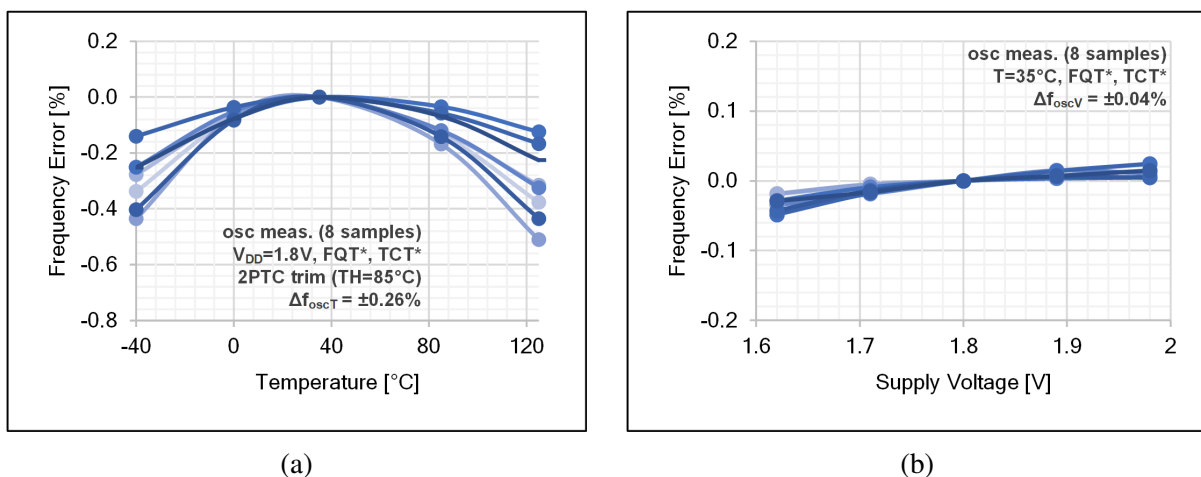 0.2
0.0
-0.2
-0.4
-0.6
-0.8
Frequency Error [%]
osc meas. (8 samples)
V_DD=1.8V, FQT*, TCT*
2PTC trim (TH=85°C)
Δf_oscT = ±0.26%
-40 0 40 80 120
Temperature [°C]
(a)
0.2
0.1
0.0
-0.1
-0.2
Frequency Error [%]
osc meas. (8 samples)
T=35°C, FQT*, TCT*
Δf_oscV = ±0.04%
1.6 1.7 1.8 1.9 2
Supply Voltage [V]
(b)